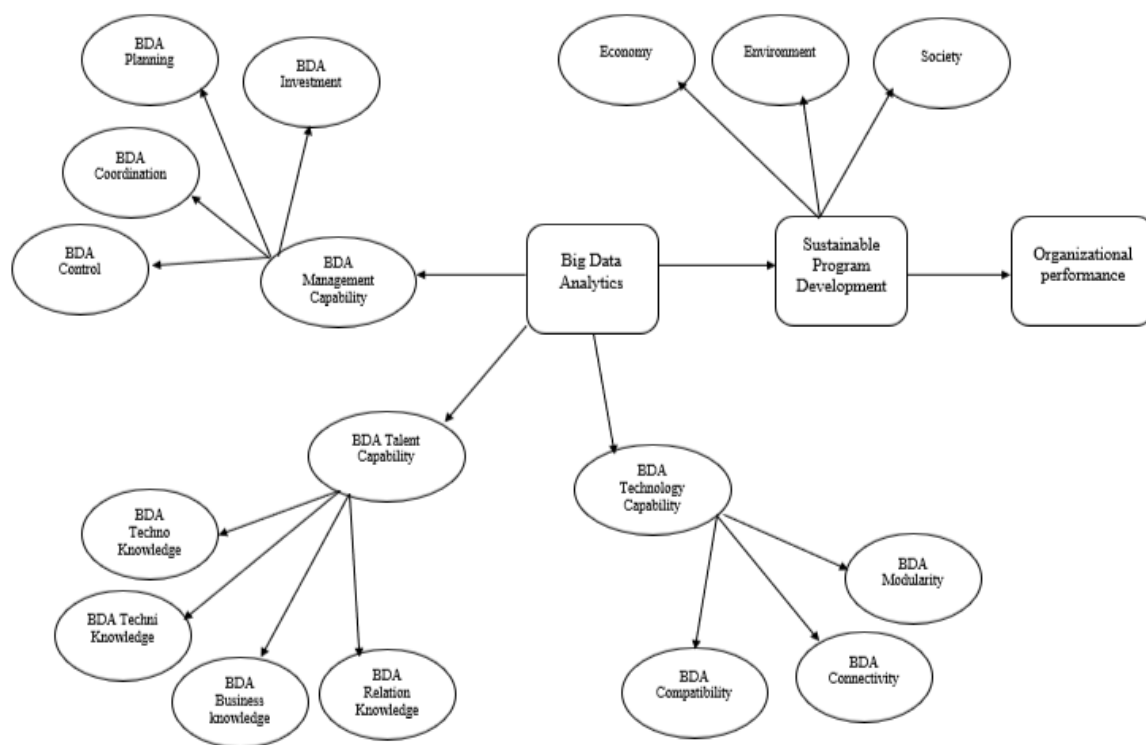 BDA
Planning
BDA
Investment
Economy
Environment
Society
BDA
Coordination
BDA
Control
BDA
Management
Capability
Big Data
Analytics
Sustainable
Program
Development
Organizational
performance
BDA Talent
Capability
BDA
Technology
Capability
BDA
Techno
Knowledge
BDA
Modularity
BDA Techni
Knowledge
BDA
Business
knowledge
BDA
Relation
Knowledge
BDA
Compatibility
BDA
Connectivity